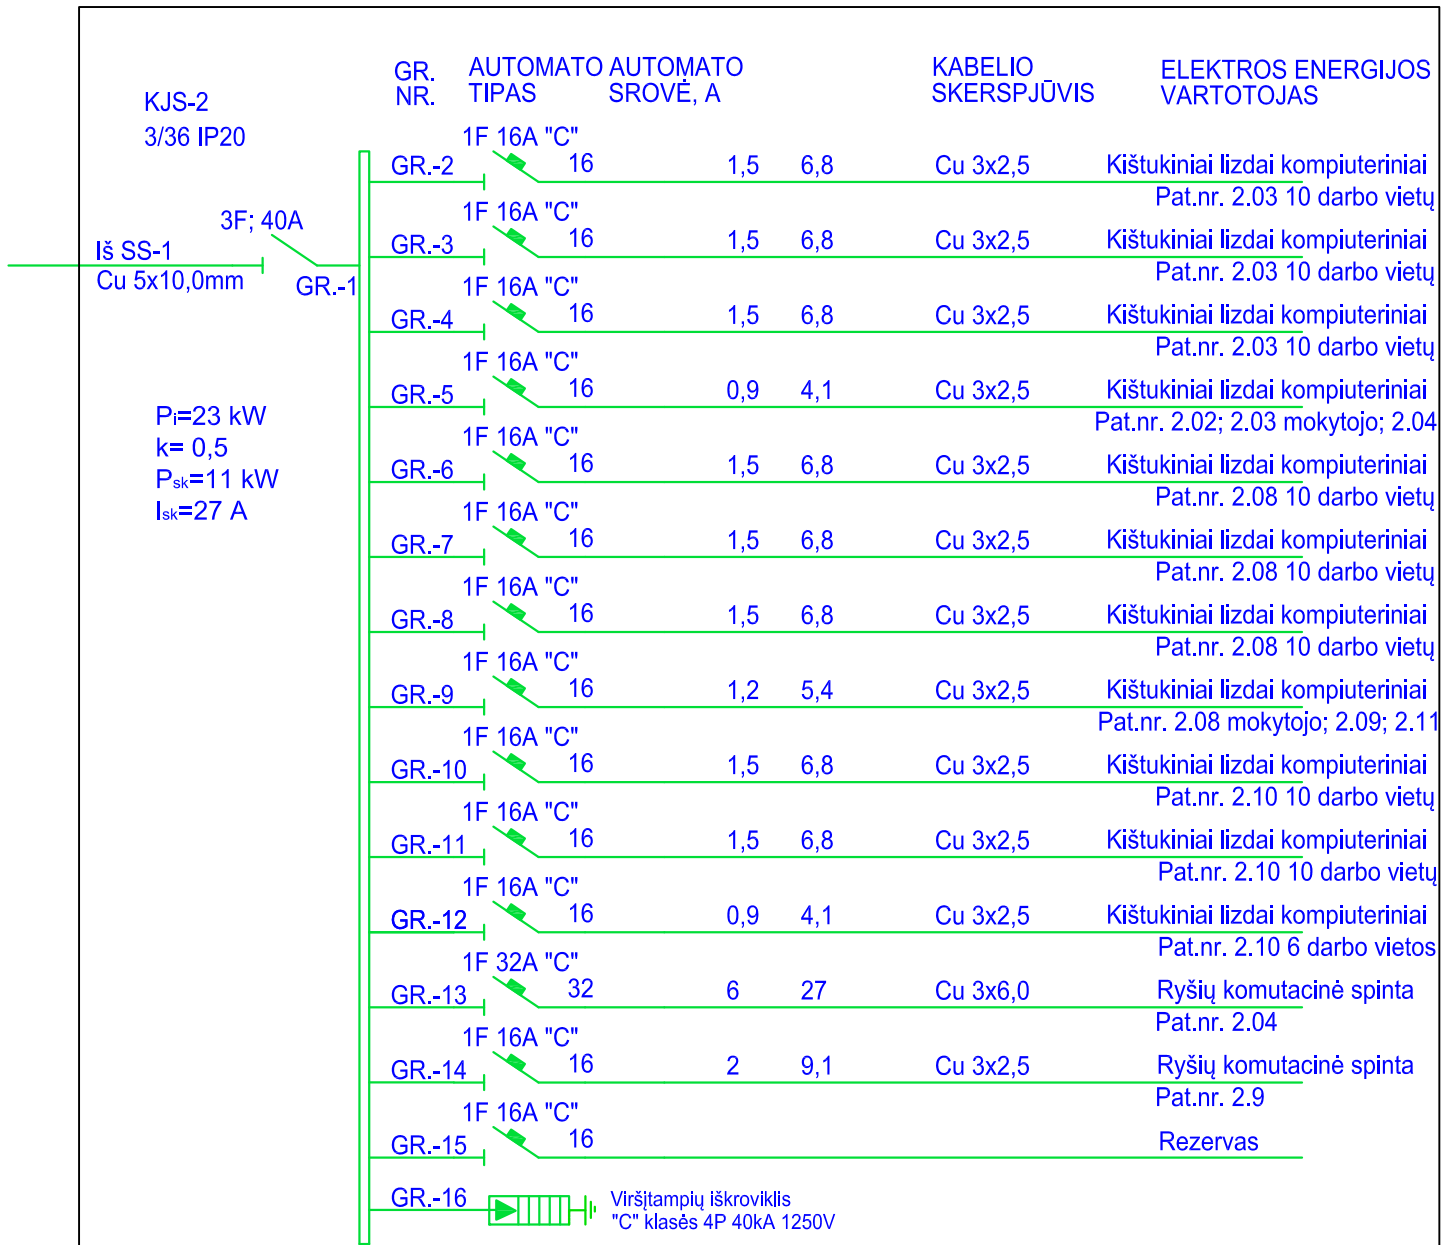 KJS-2
3/36 IP20
GR. NR.
AUTOMATO TIPAS
AUTOMATO SROVĖ, A
KABELIO SKERSPJŪVIS
ELEKTROS ENERGIJOS VARTOTOJAS
3F; 40A
Iš SS-1
Cu 5x10,0mm
GR.-1
Pi=23 kW
k= 0,5
Psk=11 kW
Isk=27 A
1F 16A "C"
GR.-2 16 1,5 6,8 Cu 3x2,5 Kištukiniai lizdai kompiuteriniai
Pat.nr. 2.03 10 darbo vietų
1F 16A "C"
GR.-3 16 1,5 6,8 Cu 3x2,5 Kištukiniai lizdai kompiuteriniai
Pat.nr. 2.03 10 darbo vietų
1F 16A "C"
GR.-4 16 1,5 6,8 Cu 3x2,5 Kištukiniai lizdai kompiuteriniai
Pat.nr. 2.03 10 darbo vietų
1F 16A "C"
GR.-5 16 0,9 4,1 Cu 3x2,5 Kištukiniai lizdai kompiuteriniai
Pat.nr. 2.02; 2.03 mokytojo; 2.04
1F 16A "C"
GR.-6 16 1,5 6,8 Cu 3x2,5 Kištukiniai lizdai kompiuteriniai
Pat.nr. 2.08 10 darbo vietų
1F 16A "C"
GR.-7 16 1,5 6,8 Cu 3x2,5 Kištukiniai lizdai kompiuteriniai
Pat.nr. 2.08 10 darbo vietų
1F 16A "C"
GR.-8 16 1,5 6,8 Cu 3x2,5 Kištukiniai lizdai kompiuteriniai
Pat.nr. 2.08 10 darbo vietų
1F 16A "C"
GR.-9 16 1,2 5,4 Cu 3x2,5 Kištukiniai lizdai kompiuteriniai
Pat.nr. 2.08 mokytojo; 2.09; 2.11
1F 16A "C"
GR.-10 16 1,5 6,8 Cu 3x2,5 Kištukiniai lizdai kompiuteriniai
Pat.nr. 2.10 10 darbo vietų
1F 16A "C"
GR.-11 16 1,5 6,8 Cu 3x2,5 Kištukiniai lizdai kompiuteriniai
Pat.nr. 2.10 10 darbo vietų
1F 16A "C"
GR.-12 16 0,9 4,1 Cu 3x2,5 Kištukiniai lizdai kompiuteriniai
Pat.nr. 2.10 6 darbo vietos
1F 32A "C"
GR.-13 32 6 27 Cu 3x6,0 Ryšių komutacinė spinta
Pat.nr. 2.04
1F 16A "C"
GR.-14 16 2 9,1 Cu 3x2,5 Ryšių komutacinė spinta
Pat.nr. 2.9
1F 16A "C"
GR.-15 16 Rezervas
GR.-16 Viršįtampių iškroviklis
"C" klasės 4P 40kA 1250V